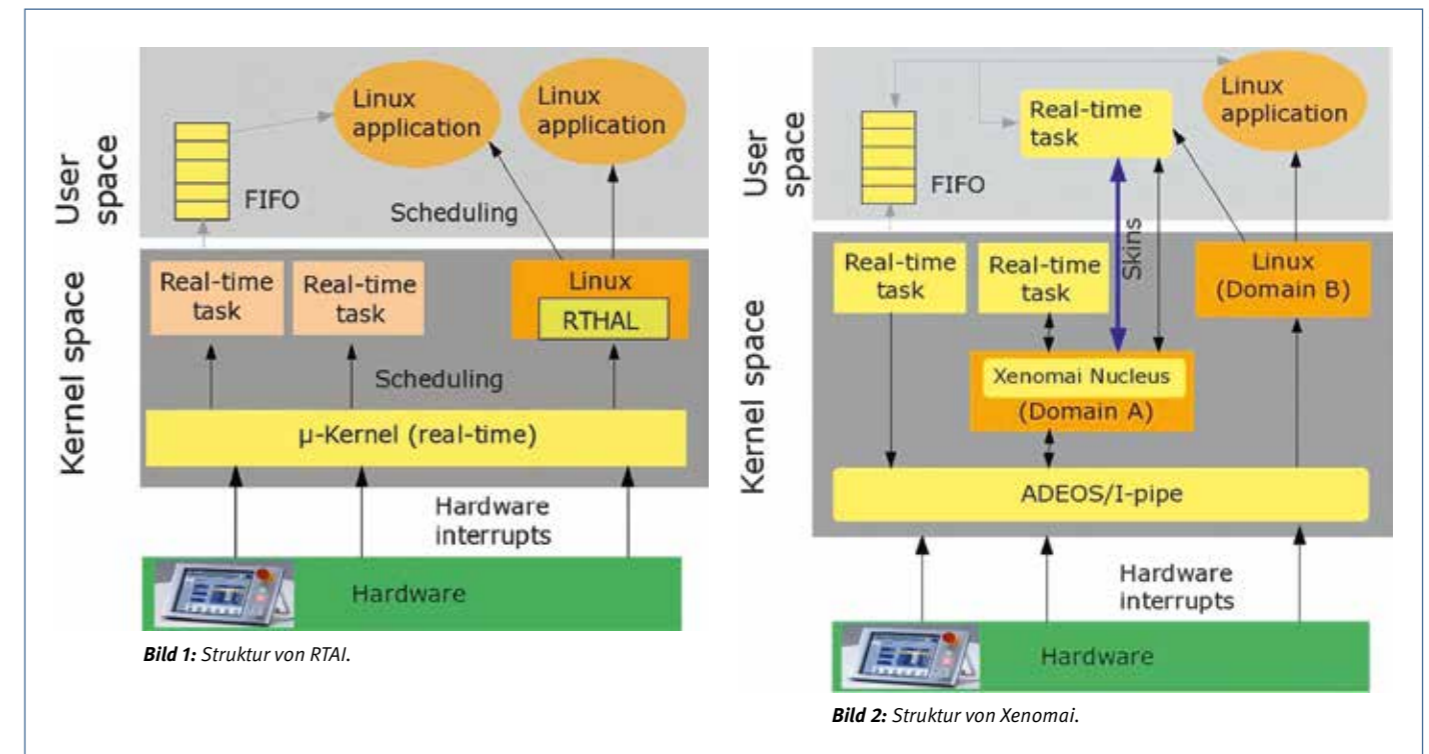 User
space
Linux
application
Linux
application
FIFO
Scheduling
Kernel space
Real-time
task
Real-time
task
Linux
RTHAL
Scheduling
µ-Kernel (real-time)
Hardware
interrupts
Hardware
Bild 1: Struktur von RTAI.
User
space
FIFO
Real-time
task
Linux
application
Kernel space
Real-time
task
Real-time
task
Skins
Linux
(Domain B)
Xenomai Nucleus
(Domain A)
ADEOS/I-pipe
Hardware
interrupts
Hardware
Bild 2: Struktur von Xenomai.